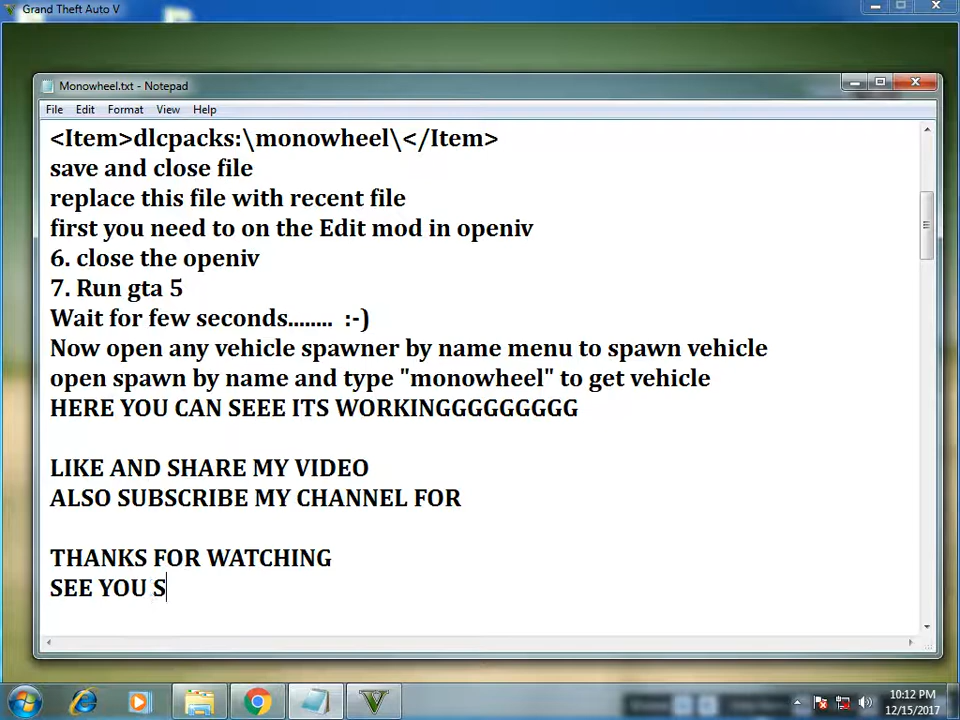 Grand Theft Auto V
Monowheel.txt - Notepad
File Edit Format View Help
<Item>dlcpacks:\monowheel\</Item>
save and close file
replace this file with recent file
first you need to on the Edit mod in openiv
6. close the openiv
7. Run gta 5
Wait for few seconds........  :-)
Now open any vehicle spawner by name menu to spawn vehicle
open spawn by name and type "monowheel" to get vehicle
HERE YOU CAN SEEE ITS WORKINGGGGGGGGG
LIKE AND SHARE MY VIDEO
ALSO SUBSCRIBE MY CHANNEL FOR
THANKS FOR WATCHING
SEE YOU S
10:12 PM
12/15/2017